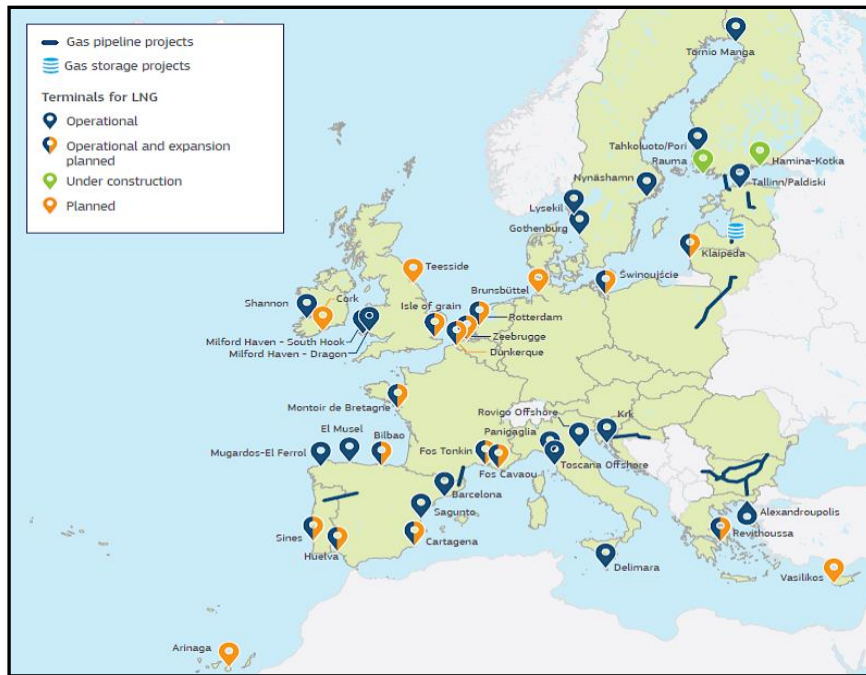 Gas pipeline projects
Gas storage projects
Terminals for LNG
Operational
Operational and expansion
planned
Under construction
Planned
Tornio Manga
Tahkoluoto/Pori
Rauma
Hamina-Kotka
Nynäshamn
Tallinn/Paldiski
Lysekil
Gothenburg
Klaipėda
Teesside
Brunsbüttel
Świnoujście
Shannon
Cork
Isle of grain
Rotterdam
Milford Haven - South Hook
Zeebrugge
Milford Haven - Dragon
Dunkerque
Montoir de Bretagne
Rovigo Offshore
Krk
El Musel
Bilbao
Panigaglia
Mugardos-El Ferrol
Fos Tonkin
Toscana Offshore
Fos Cavaou
Barcelona
Sagunto
Alexandroupolis
Sines
Cartagena
Revithoussa
Huelva
Delimara
Vasilikos
Arinaga